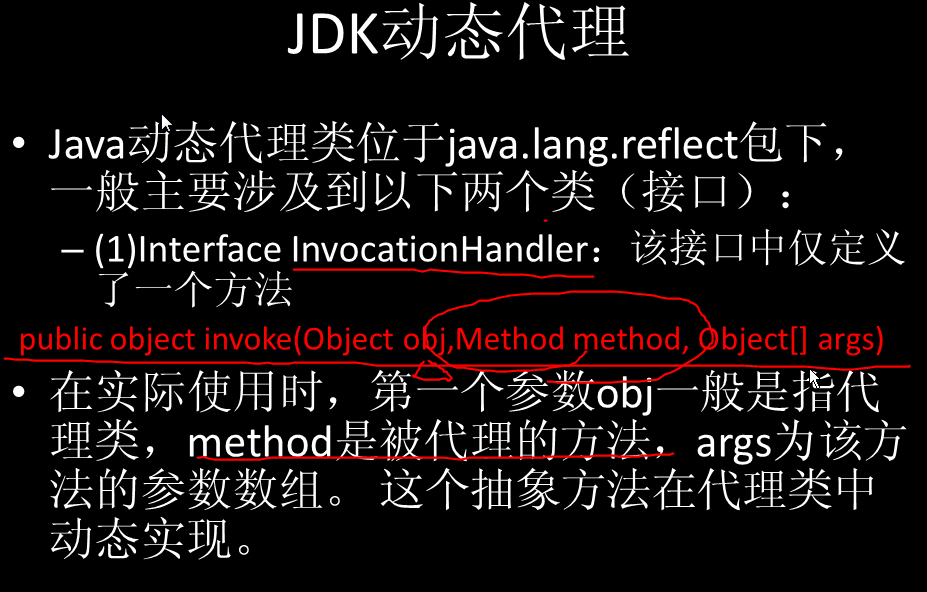 JDK动态代理
• Java动态代理类位于java.lang.reflect包下，
一般主要涉及到以下两个类（接口）：
– (1)Interface InvocationHandler：该接口中仅定义
了一个方法
public object invoke(Object obj,Method method, Object[] args)
• 在实际使用时，第一个参数obj一般是指代
理类，method是被代理的方法，args为该方
法的参数数组。 这个抽象方法在代理类中
动态实现。